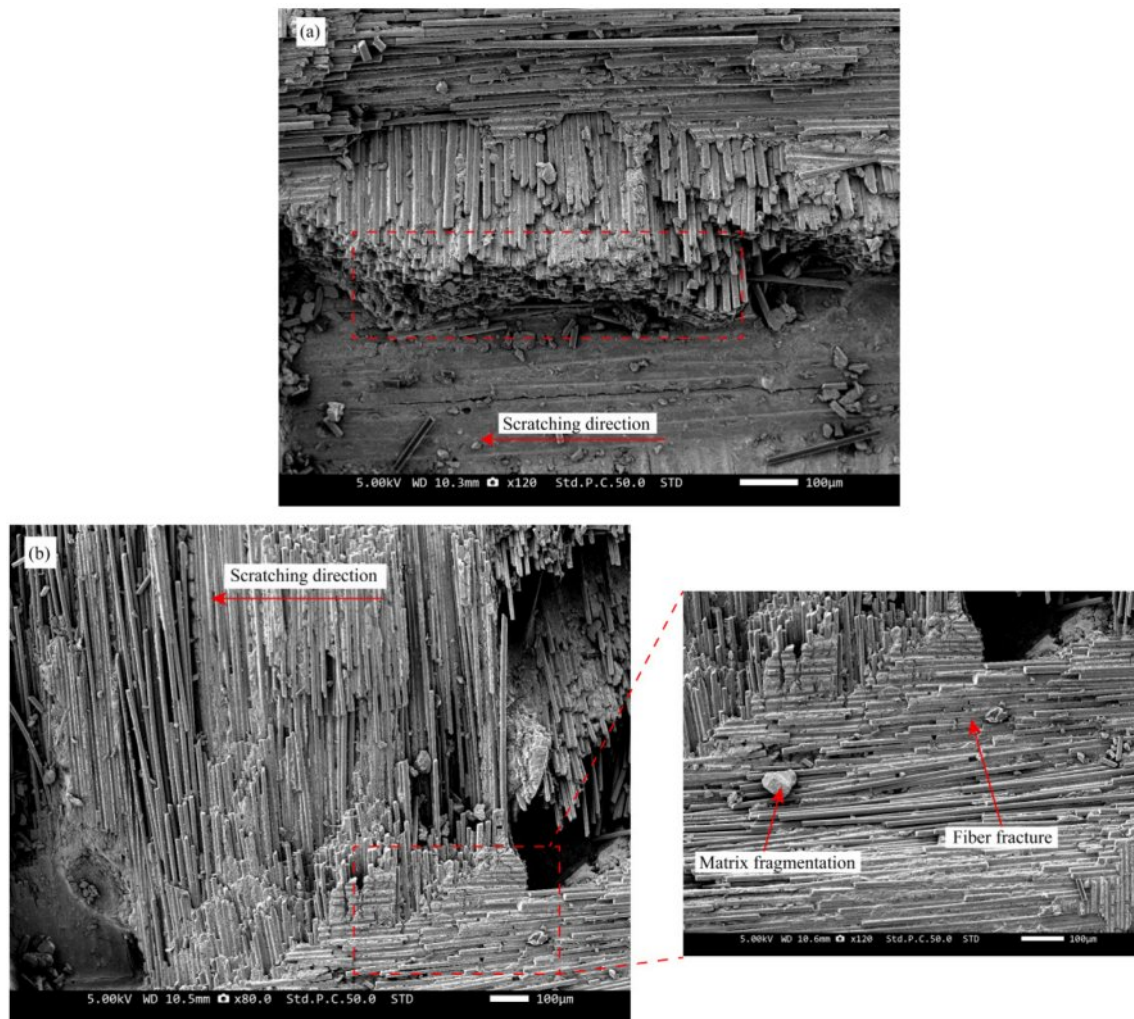 (a)
Scratching direction
5.00kV WD 10.3mm x120 Std.P.C.50.0 STD 100μm
(b)
Scratching direction
Matrix fragmentation
Fiber fracture
5.00kV WD 10.6mm x120 Std.P.C.50.0 STD 100μm
5.00kV WD 10.5mm x80.0 Std.P.C.50.0 STD 100μm